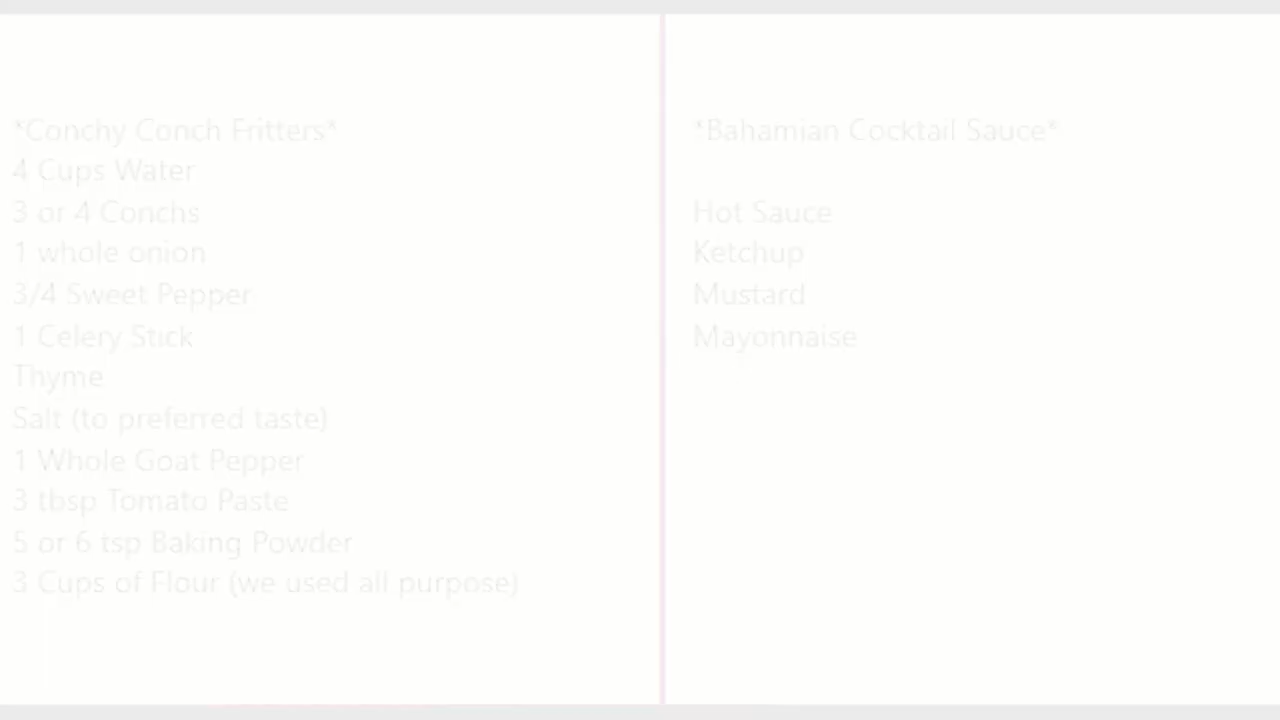 *Conchy Conch Fritters*
4 Cups Water
3 or 4 Conchs
1 whole onion
3/4 Sweet Pepper
1 Celery Stick
Thyme
Salt (to preferred taste)
1 Whole Goat Pepper
3 tbsp Tomato Paste
5 or 6 tsp Baking Powder
3 Cups of Flour (we used all purpose)
*Bahamian Cocktail Sauce*
Hot Sauce
Ketchup
Mustard
Mayonnaise